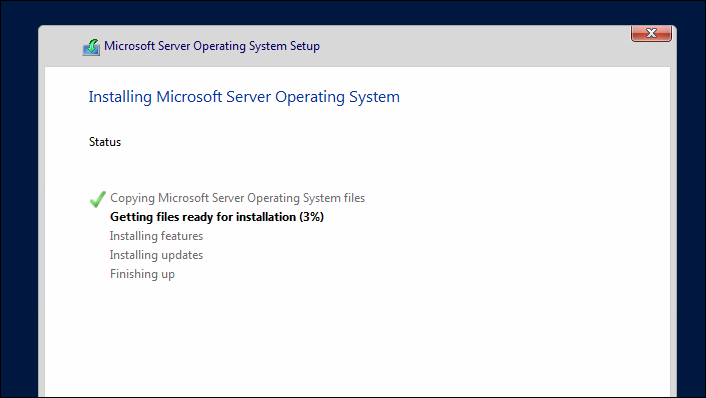 Microsoft Server Operating System Setup
Installing Microsoft Server Operating System
Status
Copying Microsoft Server Operating System files
Getting files ready for installation (3%)
Installing features
Installing updates
Finishing up